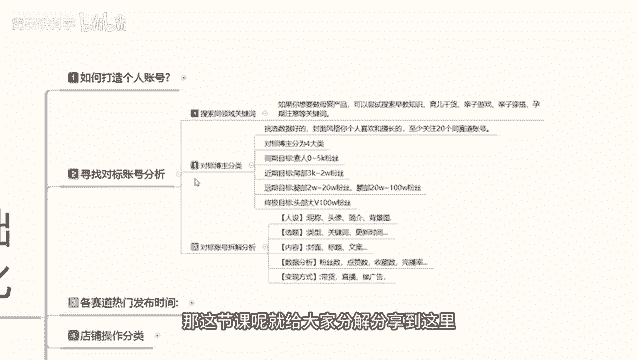 bilibili
1 如何打造个人账号？
2 寻找对标账号分析
搜索同领域关键词
如果你想要做母婴产品，可以尝试搜索早教知识、育儿干货、亲子游戏、亲子穿搭、孕
期注意等关键词。
对标博主分类
挑选数据好的、封面风格你个人喜欢和擅长的，至少关注20个同赛道账号。
对标博主分为4大类
同期目标:素人0~5k粉丝
近期目标:尾部3k~2w粉丝
远期目标:腰部2w~20w粉丝，腰部20w~100w粉丝
终极目标:头部大V100w粉丝
对标账号拆解分析
【人设】:昵称、头像、简介、背景图.
【选题】:类型、关键词、更新时间...
【内容】:封面、标题、文案...
【数据分析】粉丝数、点赞数、收藏数、完播率...
【变现方式】:带货、直播、接广告.
3 各赛道热门发布时间:
4 店铺操作分类
那这节课呢就给大家分解分享到这里